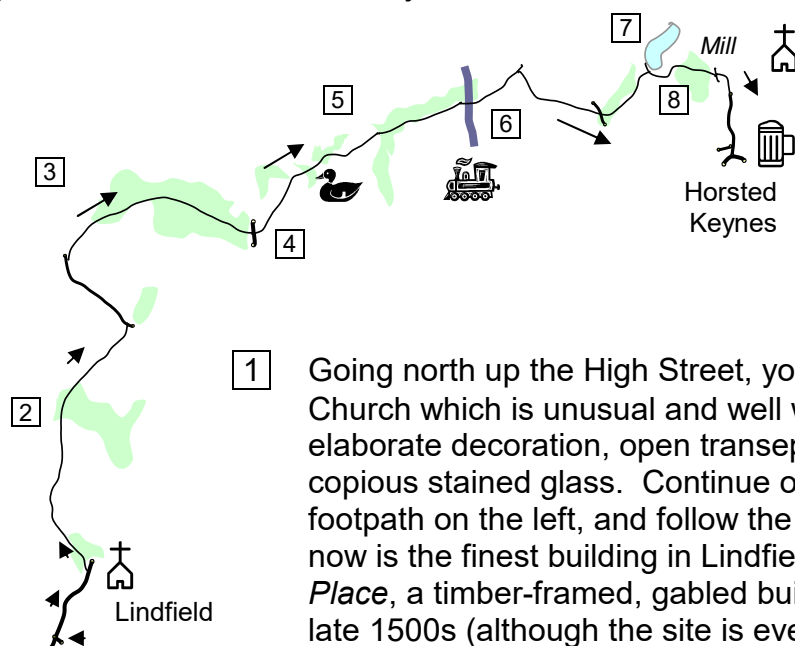 7
Mill
5
8
6
3
Horsted
Keynes
4
1
Going north up the High Street, yo
Church which is unusual and well
elaborate decoration, open transep
2
copious stained glass. Continue o
footpath on the left, and follow the
now is the finest building in Lindfie
Place, a timber-framed, gabled bui
Lindfield
late 1500s (although the site is eve